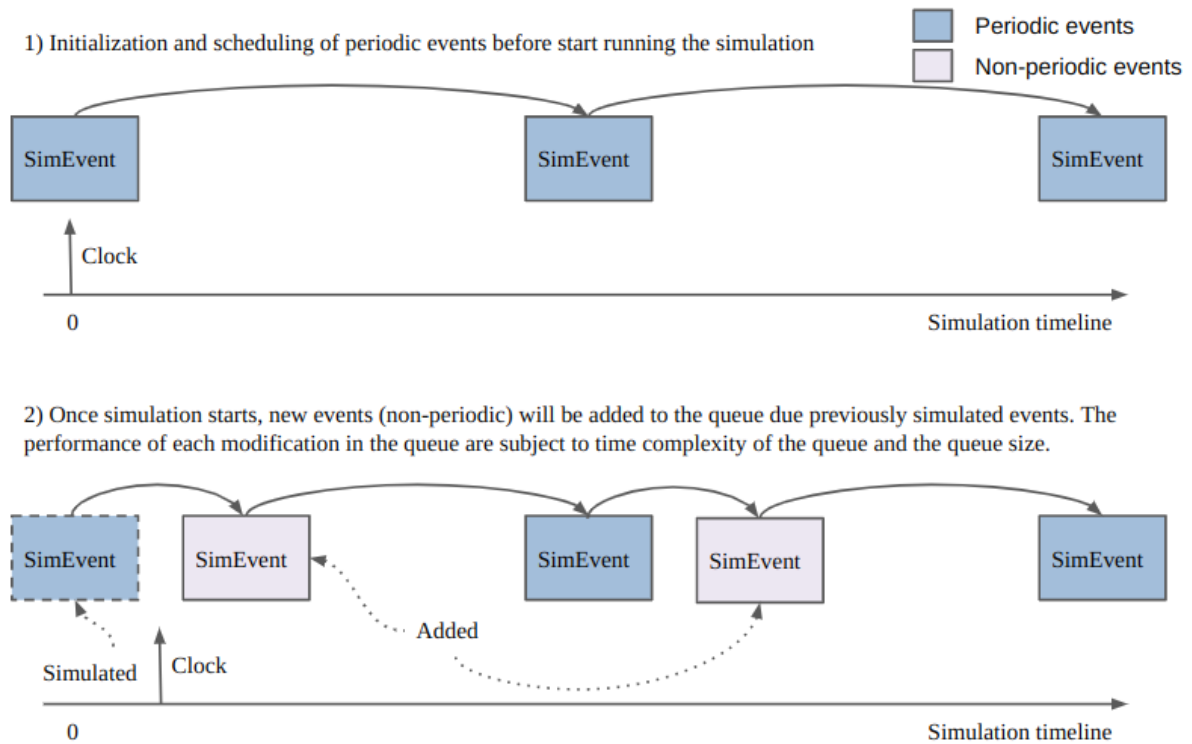 Periodic events
1) Initialization and scheduling of periodic events before start running the simulation
Non-periodic events
SimEvent
SimEvent
SimEvent
Clock
0
Simulation timeline
2) Once simulation starts, new events (non-periodic) will be added to the queue due previously simulated events. The
performance of each modification in the queue are subject to time complexity of the queue and the queue size.
SimEvent
SimEvent
SimEvent
SimEvent
SimEvent
Added
Simulated
Clock
0
Simulation timeline